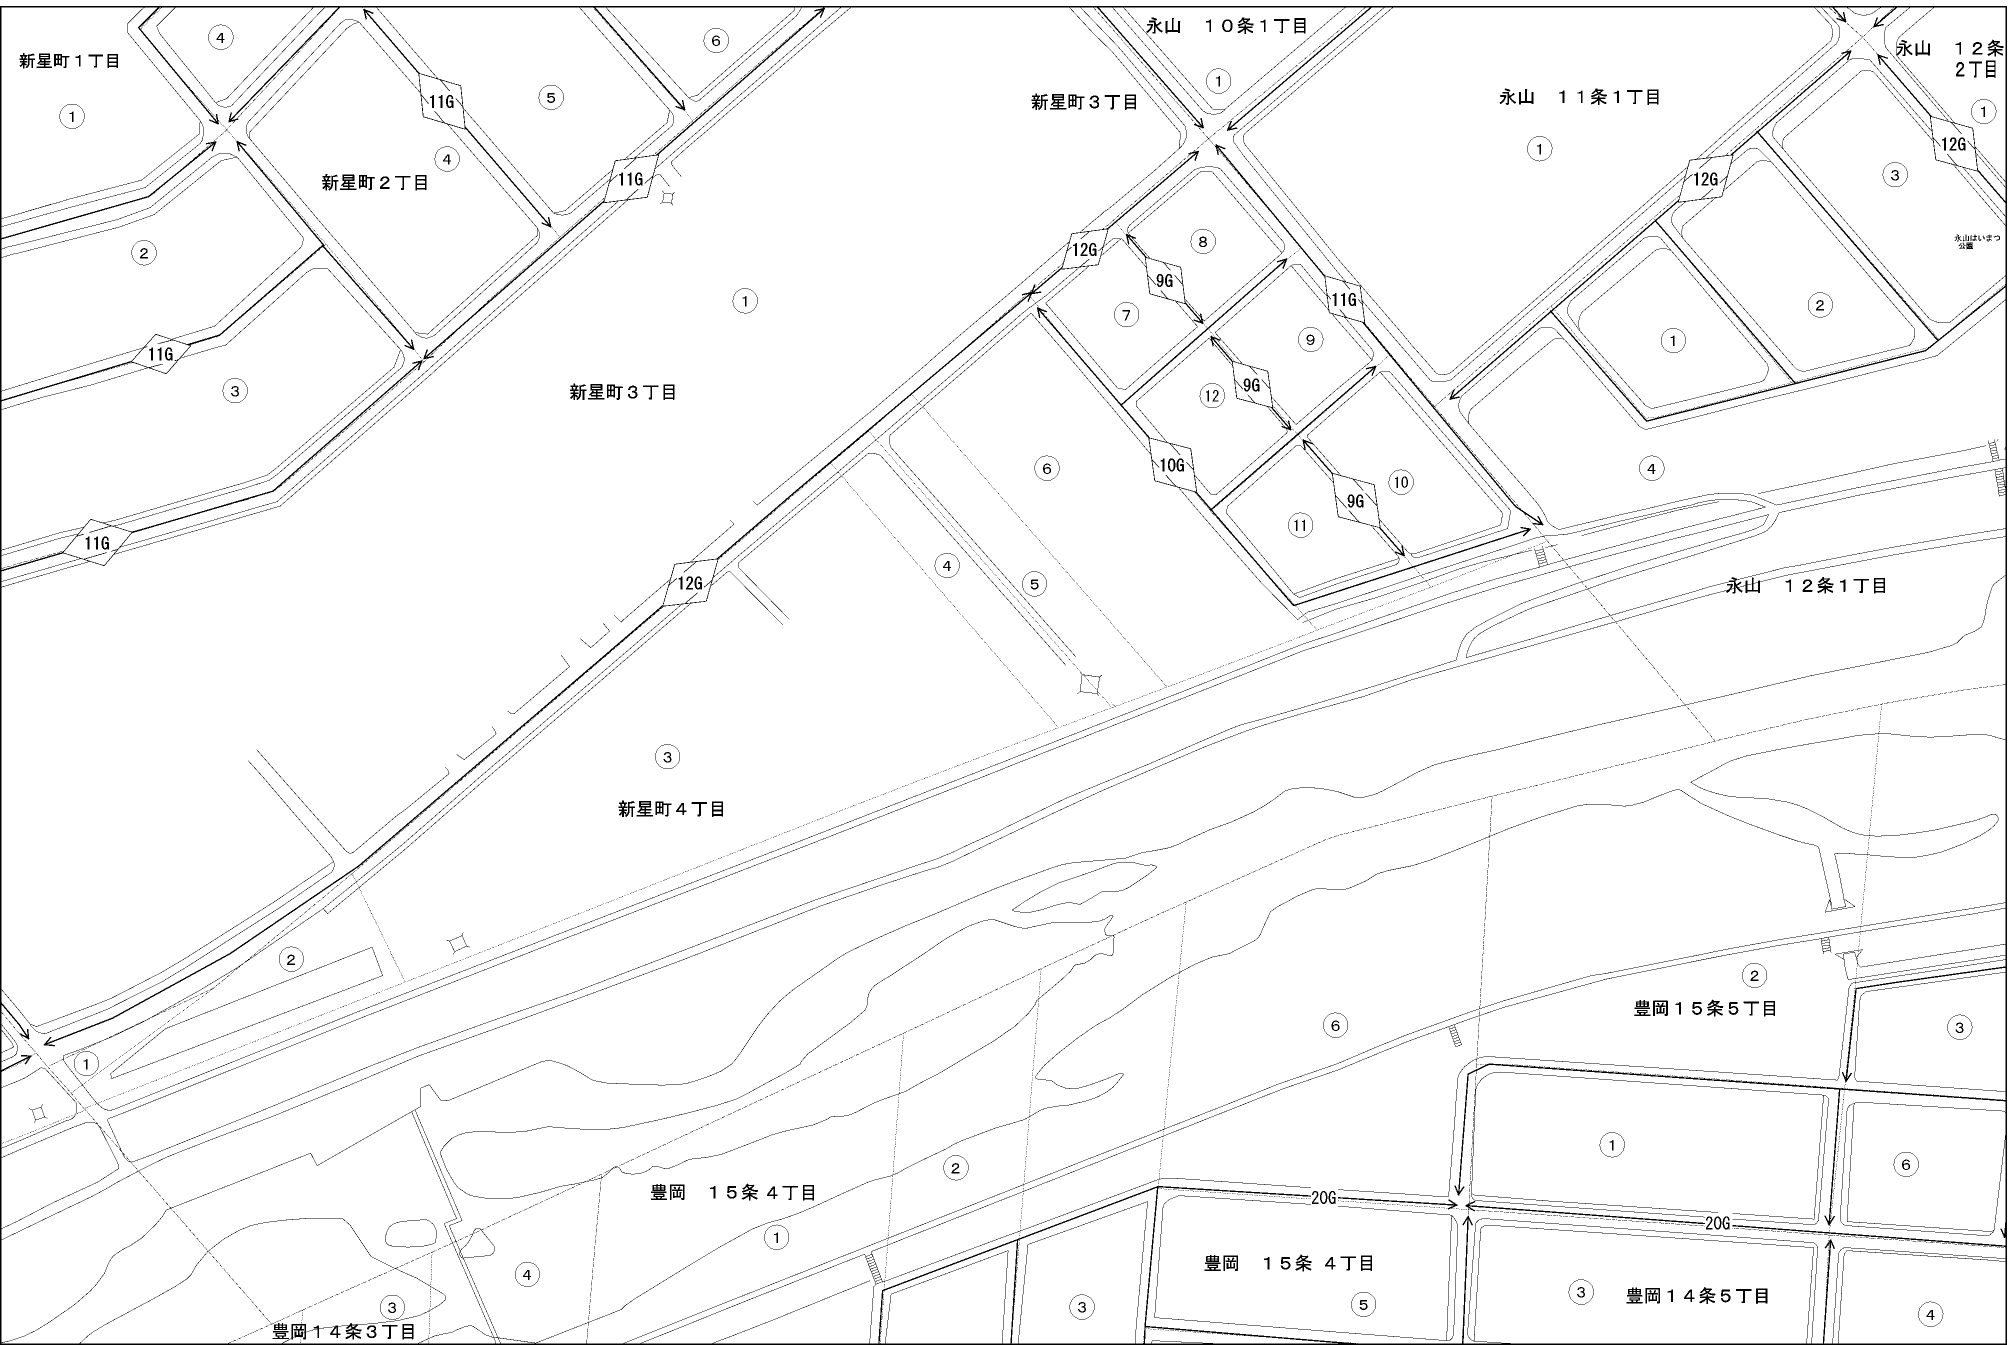 新星町１丁目
①
④
11G
⑤
⑥
永山　１０条１丁目
①
新星町３丁目
永山　１１条１丁目
①
永山　１２条
２丁目
①
12G
③
12G
新星町２丁目
④
11G
②
⑧
12G
9G
永山はいまつ
公園
①
⑦
11G
②
11G
③
新星町３丁目
⑨
①
9G
⑫
11G
⑥
10G
④
⑩
9G
⑪
12G
④
⑤
永山　１２条１丁目
③
新星町４丁目
②
①
⑥
②
豊岡１５条５丁目
③
①
⑥
②
豊岡　１５条 ４丁目
①
20G
20G
④
豊岡　１５条 ４丁目
⑤
③
豊岡１４条５丁目
④
③
③
豊岡１４条３丁目